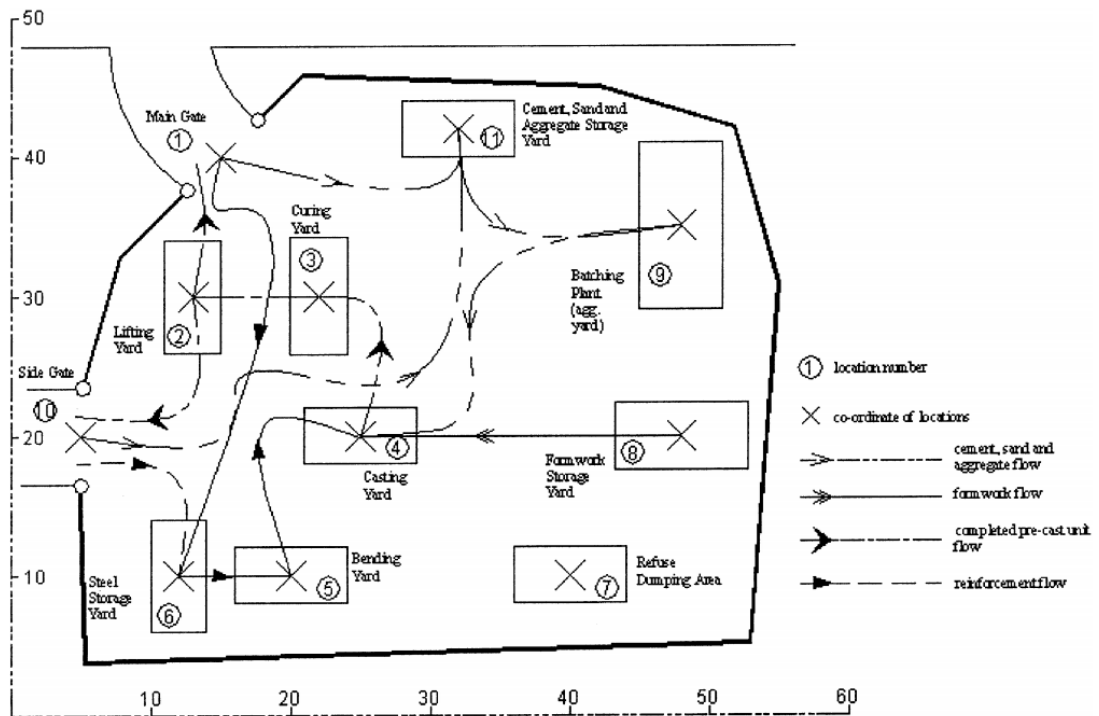 50
Main Gate
①
Cement, Sand and
Aggregate Storage
Yard
⑪
40
Curing
Yard
③
⑨
Batching
Plant
(agg.
yard)
30
Lifting
Yard
②
Side Gate
⑩
① location number
co-ordinate of locations
20
④
Casting
Yard
Formwork
Storage
Yard
⑧
cement, sand and
aggregate flow
formwork flow
completed pre-cast unit
flow
reinforcement flow
10
Steel
Storage
Yard
⑥
⑤
Bending
Yard
⑦
Refuse
Dumping Area
10 20 30 40 50 60